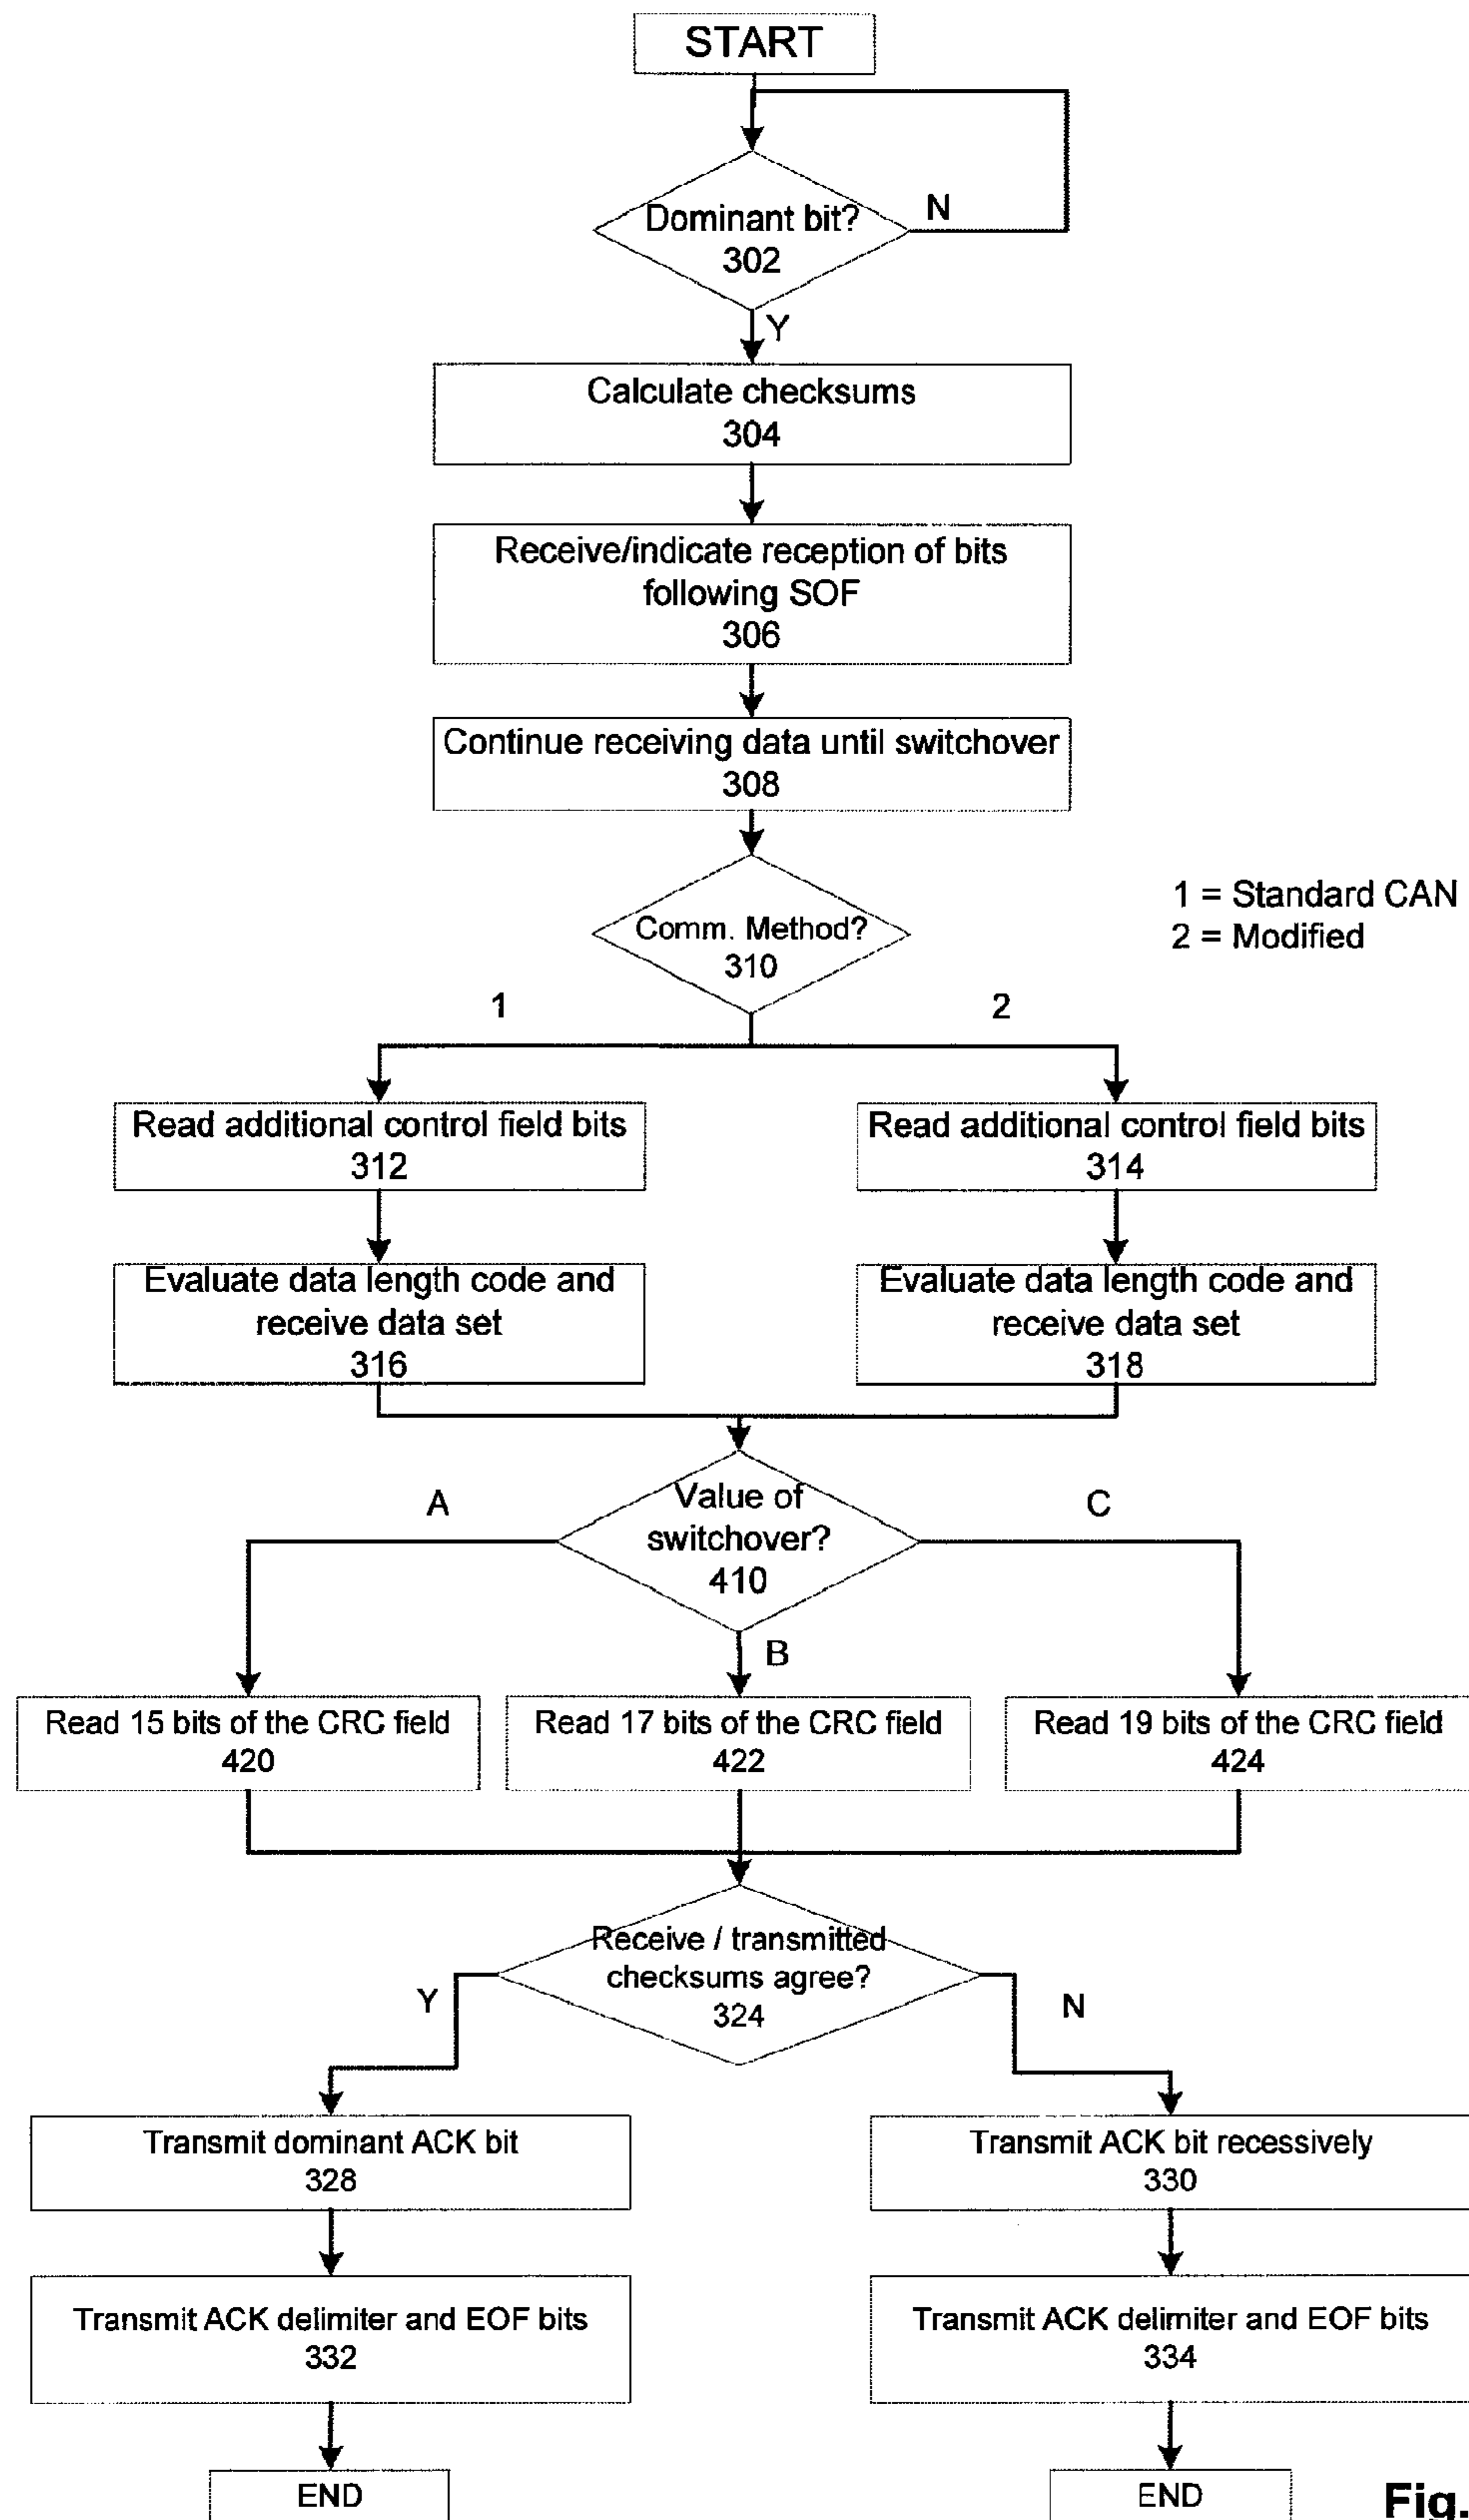 START
Dominant bit?
302
N
Y
Calculate checksums
304
Receive/indicate reception of bits
following SOF
306
Continue receiving data until switchover
308
Comm. Method?
310
1 = Standard CAN
2 = Modified
1
2
Read additional control field bits
312
Read additional control field bits
314
Evaluate data length code and
receive data set
316
Evaluate data length code and
receive data set
318
Value of
switchover?
410
A
C
B
Read 15 bits of the CRC field
420
Read 17 bits of the CRC field
422
Read 19 bits of the CRC field
424
Receive / transmitted
checksums agree?
324
Y
N
Transmit dominant ACK bit
328
Transmit ACK bit recessively
330
Transmit ACK delimiter and EOF bits
332
Transmit ACK delimiter and EOF bits
334
END
END
Fig.